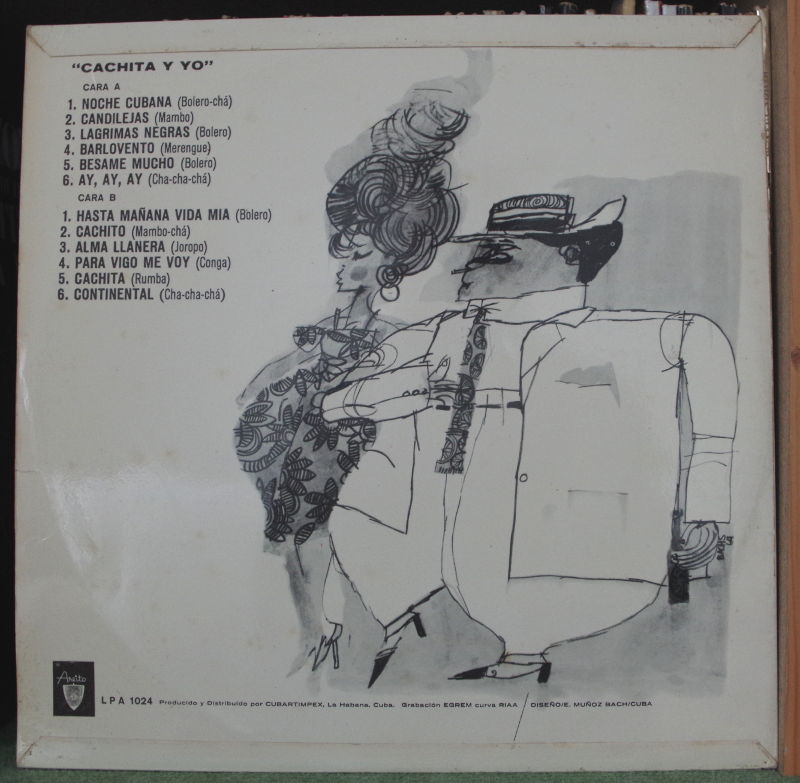 "CACHITA Y YO"
CARA A
1. NOCHE CUBANA (Bolero-chá)
2. CANDILEJAS (Mambo)
3. LAGRIMAS NEGRAS (Bolero)
4. BARLOVENTO (Merengue)
5. BESAME MUCHO (Bolero)
6. AY, AY, AY (Cha-cha-chá)
CARA B
1. HASTA MAÑANA VIDA MIA (Bolero)
2. CACHITO (Mambo-chá)
3. ALMA LLANERA (Joropo)
4. PARA VIGO ME VOY (Conga)
5. CACHITA (Rumba)
6. CONTINENTAL (Cha-cha-chá)
BACHS
Areito
LPA 1024 Producido y Distribuido por CUBARTIMPEX, La Habana, Cuba. Grabación EGREM curva RIAA / DISEÑO/E. MUÑOZ BACH/CUBA